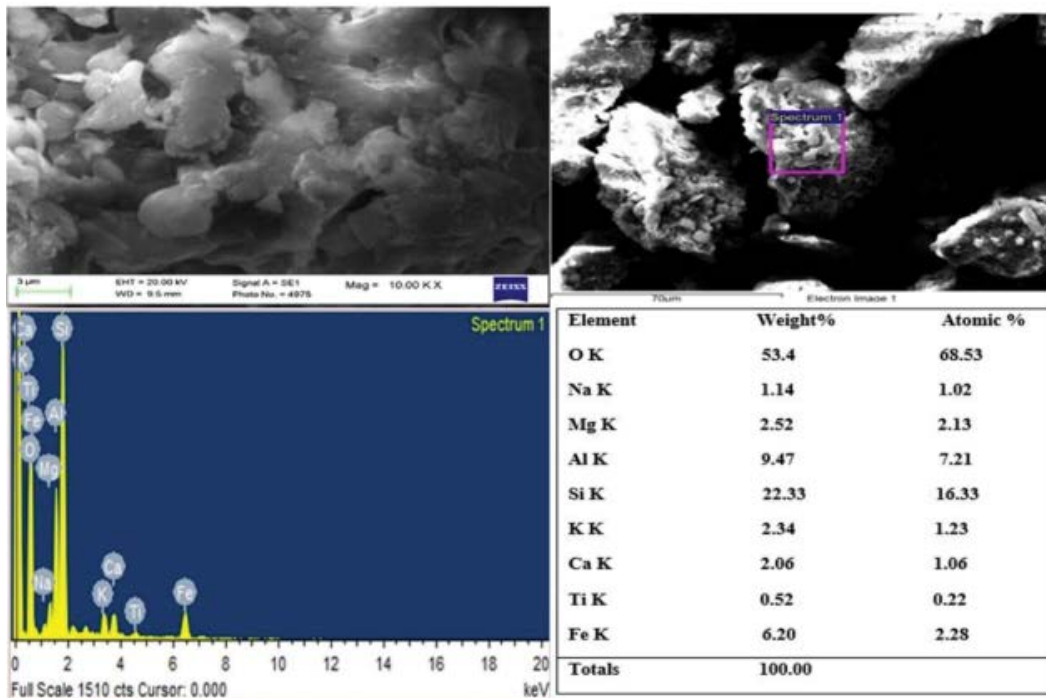 3 µm
EHT = 20.00 kV
Signal A = SE1
Mag = 10.00 K X
ZEISS
WD = 9.5 mm
Photo No. = 4975
Spectrum 1
70µm
Electron Image 1
Spectrum 1
Ca
Si
K
Ti
Al
Fe
O
Mg
Na
Ca
K
Ti
Fe
0 2 4 6 8 10 12 14 16 18 20
Full Scale 1510 cts Cursor: 0.000 keV
Element Weight% Atomic %
O K 53.4 68.53
Na K 1.14 1.02
Mg K 2.52 2.13
Al K 9.47 7.21
Si K 22.33 16.33
K K 2.34 1.23
Ca K 2.06 1.06
Ti K 0.52 0.22
Fe K 6.20 2.28
Totals 100.00